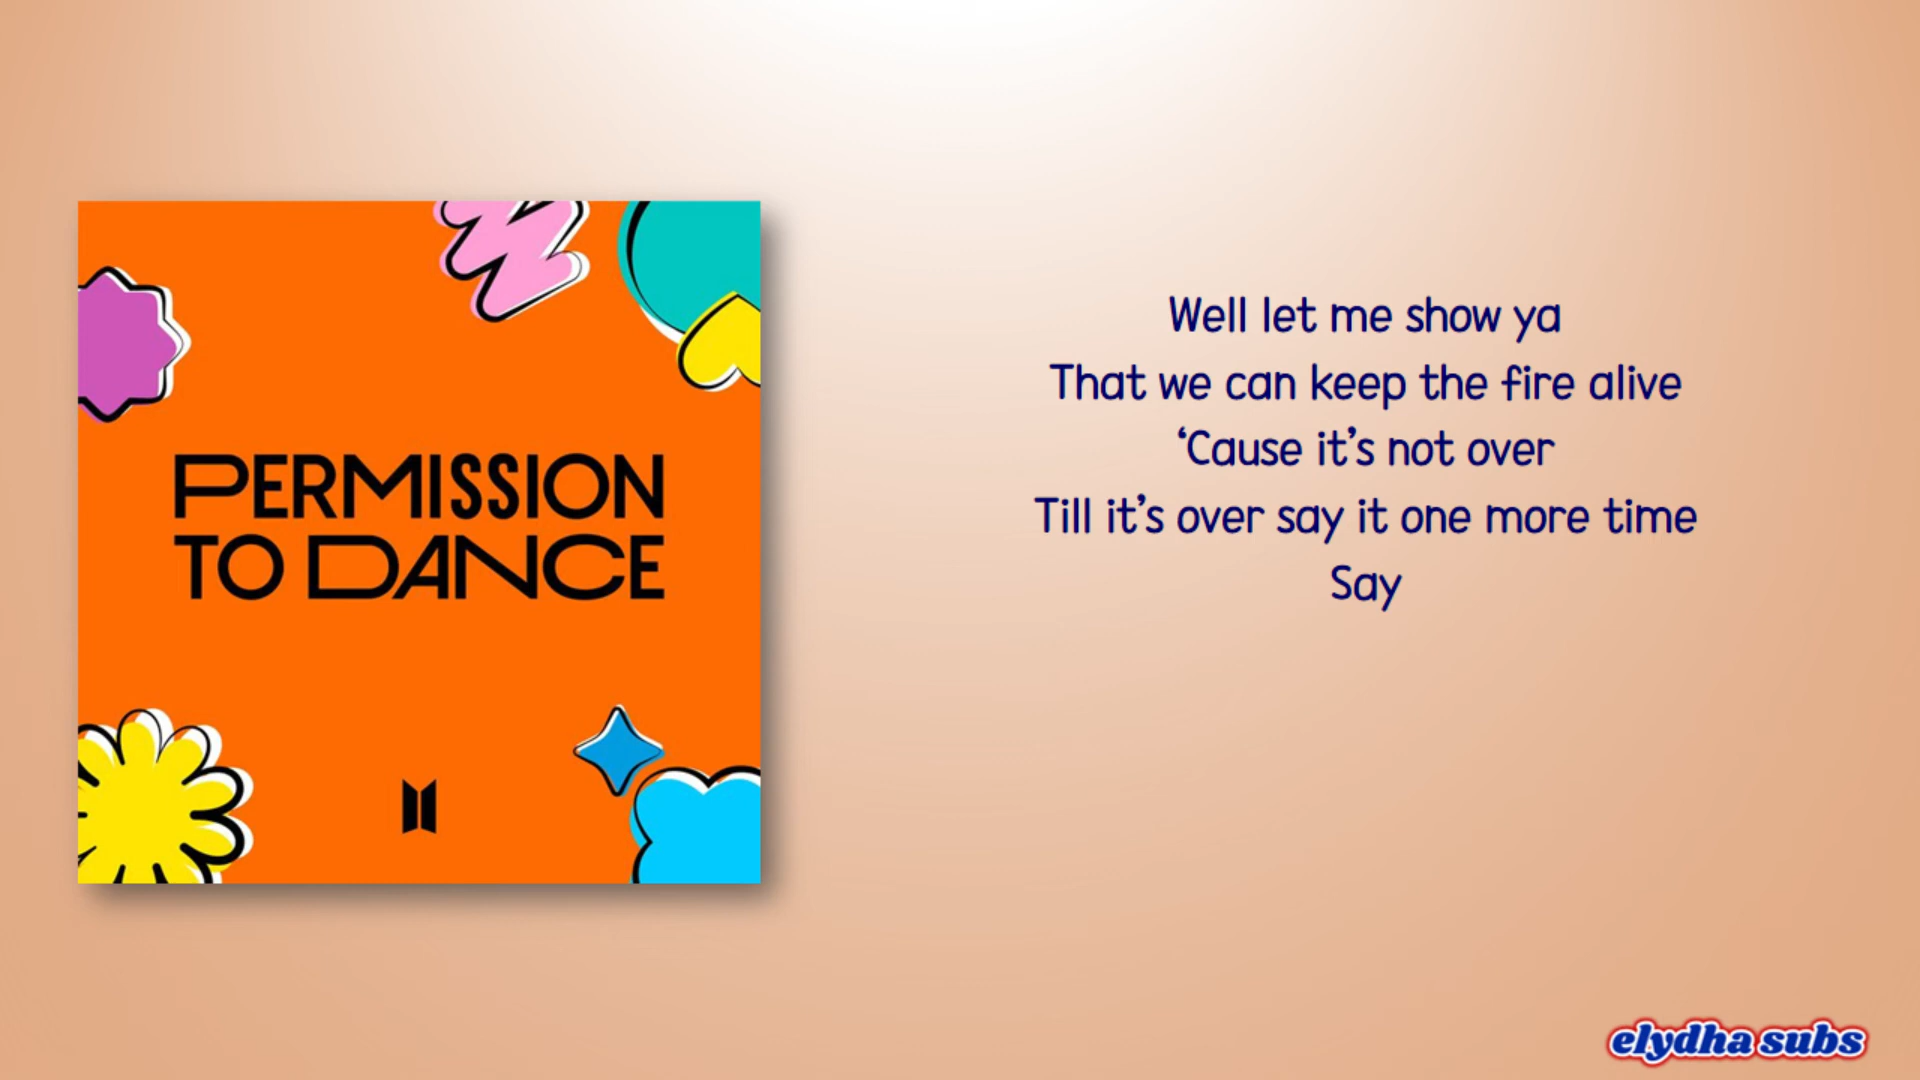 PERMISSION
TO DANCE
Well let me show ya
That we can keep the fire alive
‘Cause it’s not over
Till it’s over say it one more time
Say
elydha subs